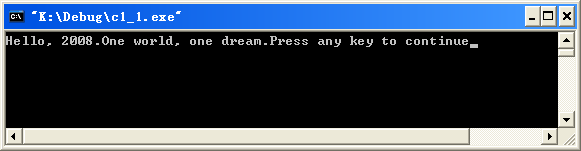 "K:\Debug\c1_1.exe"
Hello, 2008.One world, one dream.Press any key to continue